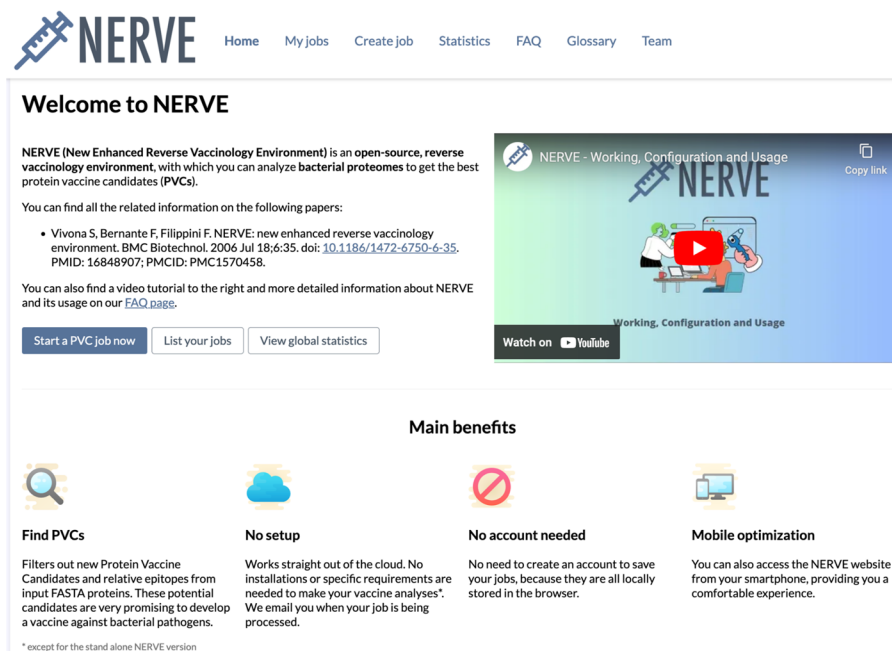 NERVE
Home My jobs Create job Statistics FAQ Glossary Team
Welcome to NERVE
NERVE (New Enhanced Reverse Vaccinology Environment) is an open-source, reverse
vaccinology environment, with which you can analyze bacterial proteomes to get the best
protein vaccine candidates (PVCs).
You can find all the related information on the following papers:
• Vivona S, Bernante F, Filippini F. NERVE: new enhanced reverse vaccinology
environment. BMC Biotechnol. 2006 Jul 18;6:35. doi: 10.1186/1472-6750-6-35.
PMID: 16848907; PMCID: PMC1570458.
You can also find a video tutorial to the right and more detailed information about NERVE
and its usage on our FAQ page.
Start a PVC job now List your jobs View global statistics
NERVE - Working, Configuration and Usage
Copy link
NERVE
Working, Configuration and Usage
Watch on YouTube
Main benefits
Find PVCs
Filters out new Protein Vaccine
Candidates and relative epitopes from
input FASTA proteins. These potential
candidates are very promising to develop
a vaccine against bacterial pathogens.
* except for the stand alone NERVE version
No setup
Works straight out of the cloud. No
installations or specific requirements are
needed to make your vaccine analyses*.
We email you when your job is being
processed.
No account needed
No need to create an account to save
your jobs, because they are all locally
stored in the browser.
Mobile optimization
You can also access the NERVE website
from your smartphone, providing you a
comfortable experience.